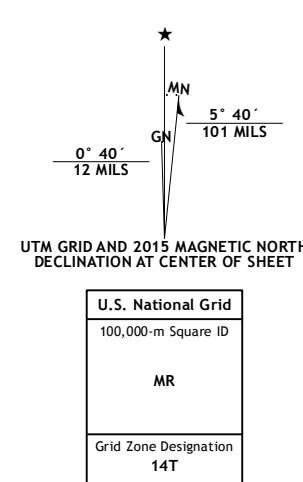 ★
MN
5° 40´
101 MILS
GN
0° 40´
12 MILS
UTM GRID AND 2015 MAGNETIC NORTH
DECLINATION AT CENTER OF SHEET
U.S. National Grid
100,000-m Square ID
MR
Grid Zone Designation
14T